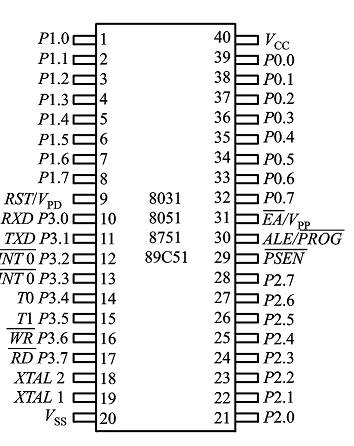 P1.0 1 40 VCC
P1.1 2 39 P0.0
P1.2 3 38 P0.1
P1.3 4 37 P0.2
P1.4 5 36 P0.3
P1.5 6 35 P0.4
P1.6 7 34 P0.5
P1.7 8 33 P0.6
RST/VPD 9 8031 32 P0.7
RXD P3.0 10 8051 31 EA/VPP
TXD P3.1 11 8751 30 ALE/PROG
INT 0 P3.2 12 89C51 29 PSEN
INT 0 P3.3 13 28 P2.7
T0 P3.4 14 27 P2.6
T1 P3.5 15 26 P2.5
WR P3.6 16 25 P2.4
RD P3.7 17 24 P2.3
XTAL 2 18 23 P2.2
XTAL 1 19 22 P2.1
VSS 20 21 P2.0